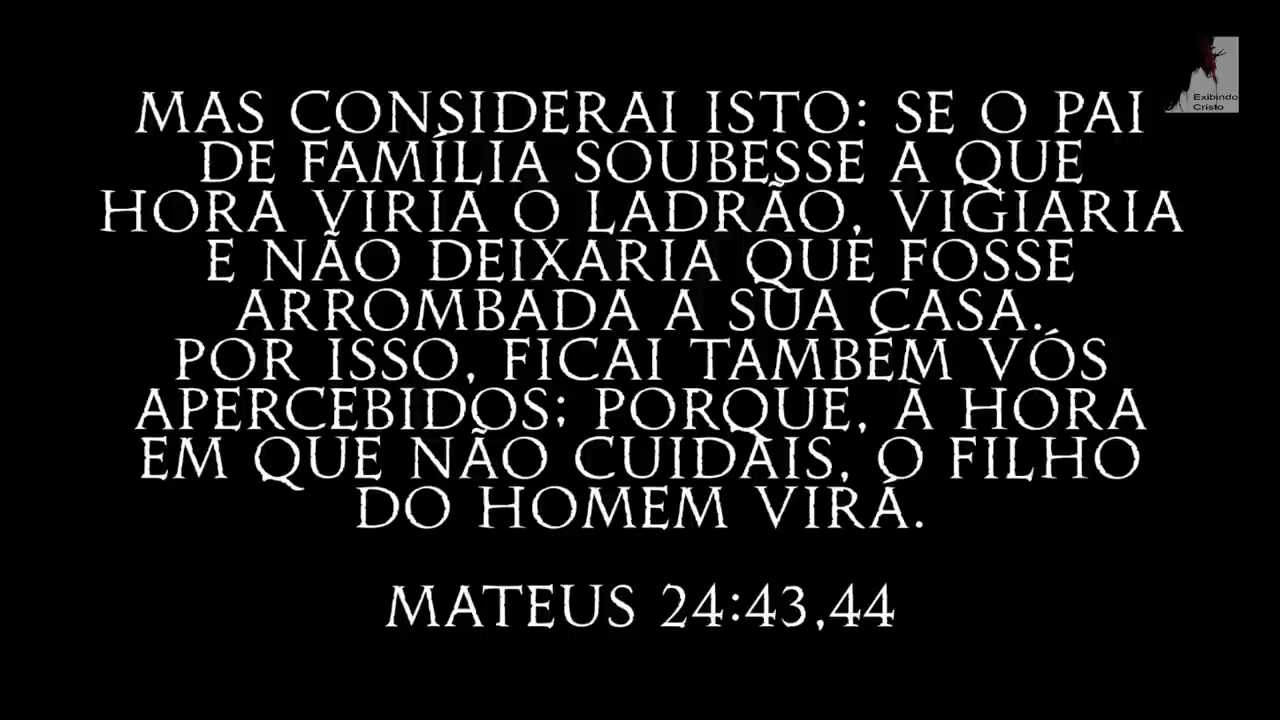 MAS CONSIDERAI ISTO: SE O PAI
DE FAMÍLIA SOUBESSE A QUE
HORA VIRIA O LADRÃO, VIGIARIA
E NÃO DEIXARIA QUE FOSSE
ARROMBADA A SUA CASA.
POR ISSO, FICAI TAMBÉM VÓS
APERCEBIDOS; PORQUE, À HORA
EM QUE NÃO CUIDAIS, O FILHO
DO HOMEM VIRÁ.
MATEUS 24:43,44
Exibindo
Cristo